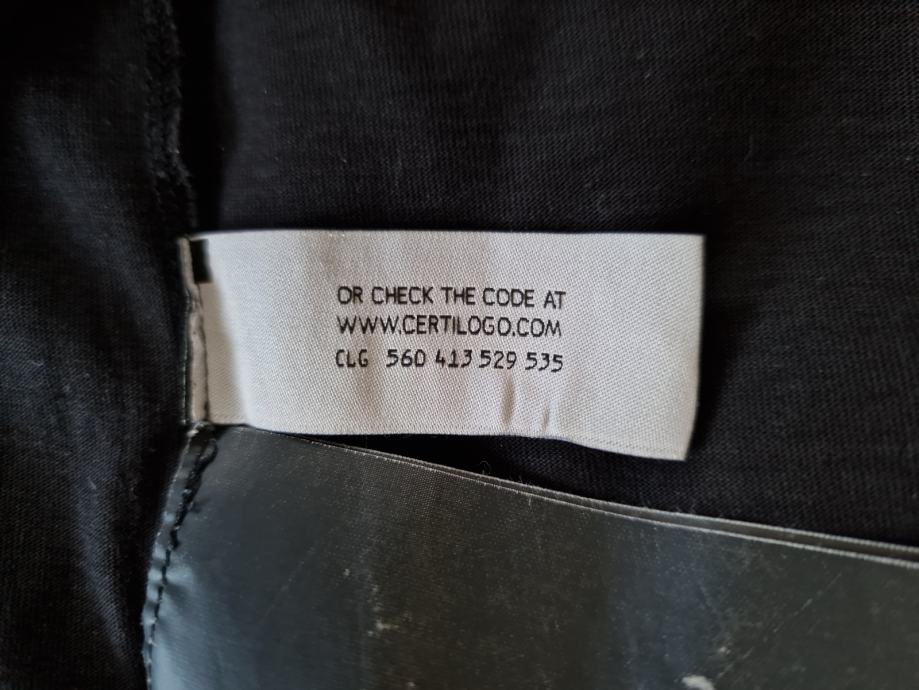 OR CHECK THE CODE AT
WWW.CERTILOGO.COM
CLG 560 413 529 535